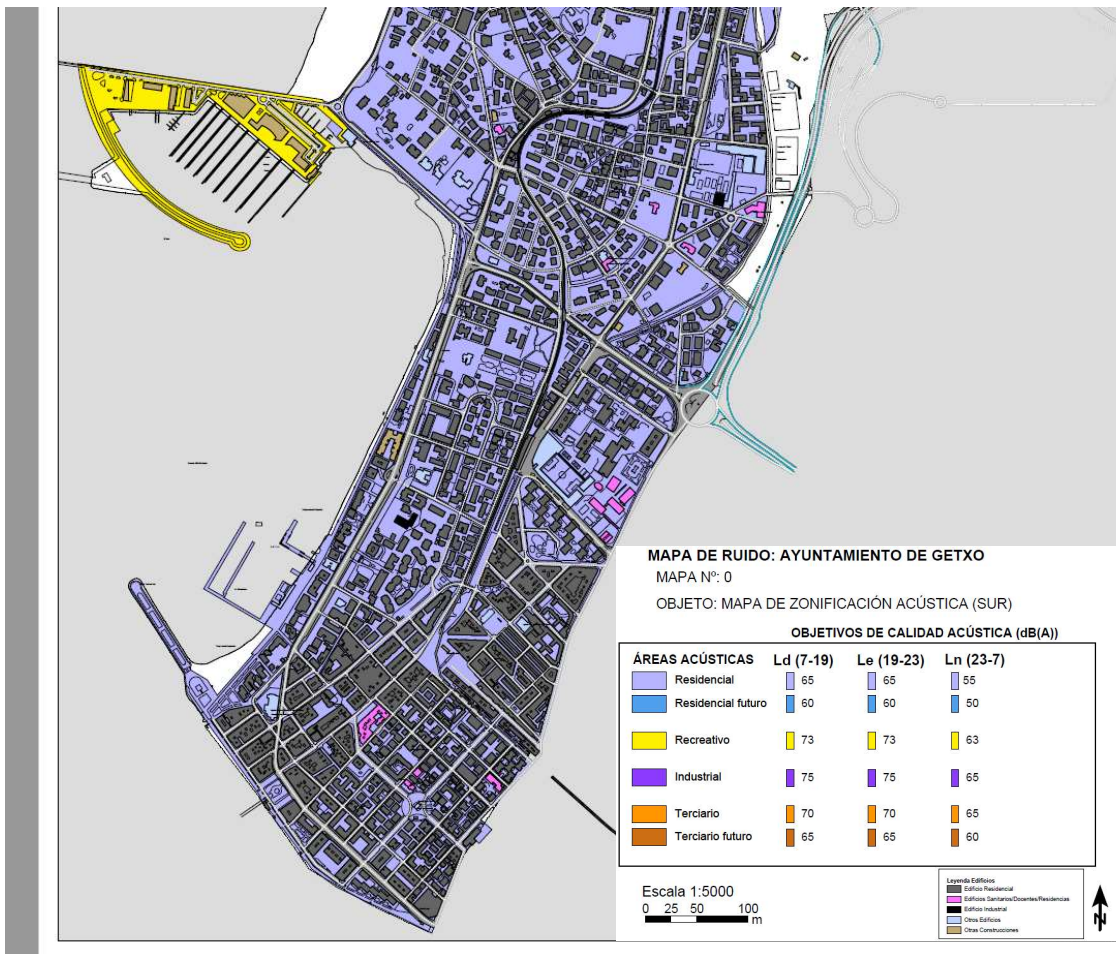 MAPA DE RUIDO: AYUNTAMIENTO DE GETXO
MAPA Nº: 0
OBJETO: MAPA DE ZONIFICACIÓN ACÚSTICA (SUR)
OBJETIVOS DE CALIDAD ACÚSTICA (dB(A))
ÁREAS ACÚSTICAS Ld (7-19) Le (19-23) Ln (23-7)
Residencial 65 65 55
Residencial futuro 60 60 50
Recreativo 73 73 63
Industrial 75 75 65
Terciario 70 70 65
Terciario futuro 65 65 60
Escala 1:5000
0 25 50 100
m
Leyenda Edificios
Edificio Residencial
Edificios Sanitarios/Docentes/Residencias
Edificio Industrial
Otros Edificios
Otras Construcciones
N